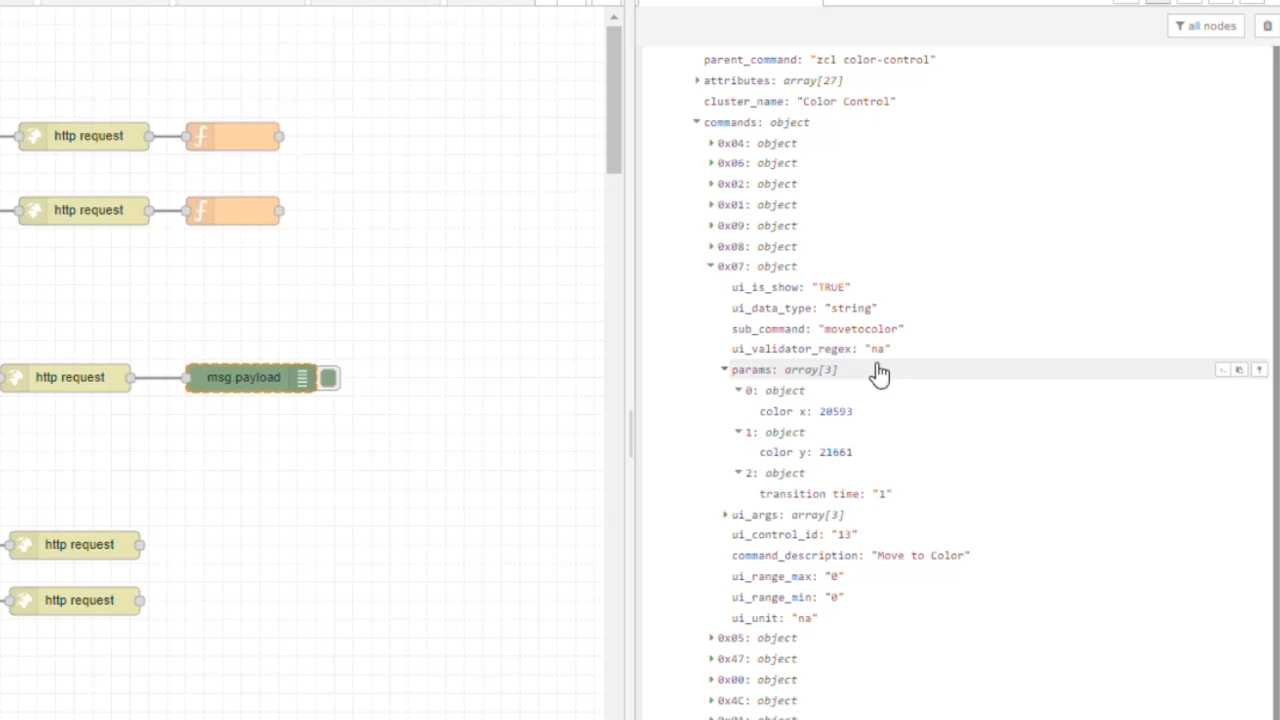 all nodes
parent_command: "zcl color-control"
attributes: array[27]
cluster_name: "Color Control"
commands: object
0x04: object
http request
0x06: object
0x02: object
0x01: object
http request
0x09: object
0x08: object
0x07: object
ui_is_show: "TRUE"
ui_data_type: "string"
sub_command: "movetocolor"
ui_validator_regex: "na"
params: array[3]
http request
msg.payload
0: object
color x: 20593
1: object
color y: 21661
2: object
transition time: "1"
ui_args: array[3]
ui_control_id: "13"
http request
command_description: "Move to Color"
ui_range_max: "0"
ui_range_min: "0"
http request
ui_unit: "na"
0x05: object
0x47: object
0x00: object
0x4C: object